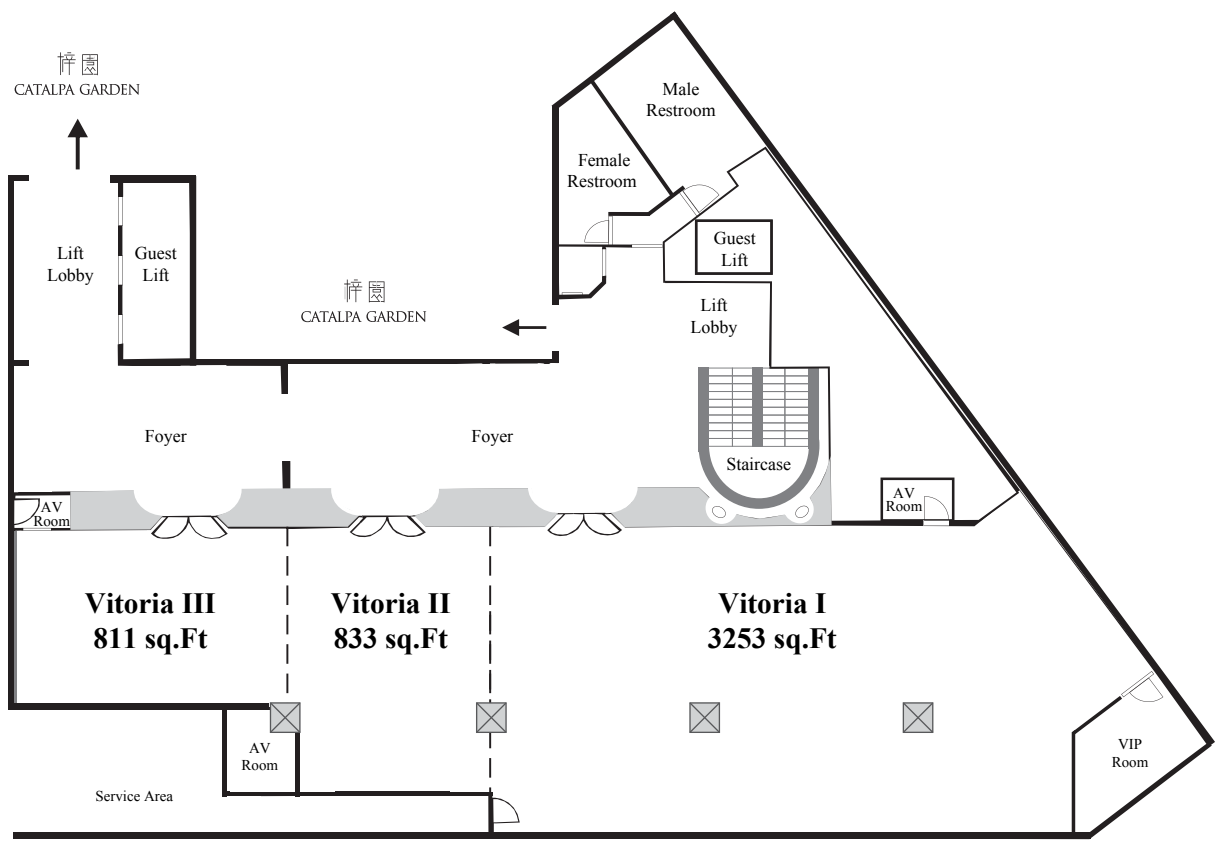 梓園
CATALPA GARDEN
Male
Restroom
Female
Restroom
Lift
Lobby
Guest
Lift
Guest
Lift
梓園
CATALPA GARDEN
Lift
Lobby
Foyer
Foyer
Staircase
AV
Room
AV
Room
Vitoria III
811 sq.Ft
Vitoria II
833 sq.Ft
Vitoria I
3253 sq.Ft
AV
Room
VIP
Room
Service Area